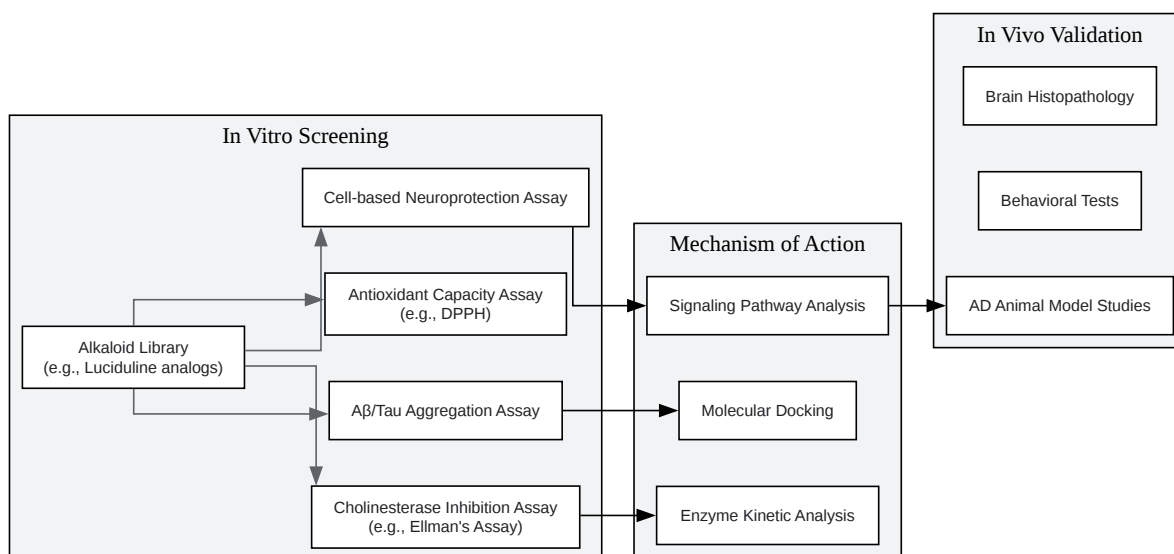 In Vitro Screening
Alkaloid Library
(e.g., Luciduline analogs)
Cell-based Neuroprotection Assay
Antioxidant Capacity Assay
(e.g., DPPH)
Aβ/Tau Aggregation Assay
Cholinesterase Inhibition Assay
(e.g., Ellman's Assay)
Mechanism of Action
Signaling Pathway Analysis
Molecular Docking
Enzyme Kinetic Analysis
In Vivo Validation
Brain Histopathology
Behavioral Tests
AD Animal Model Studies